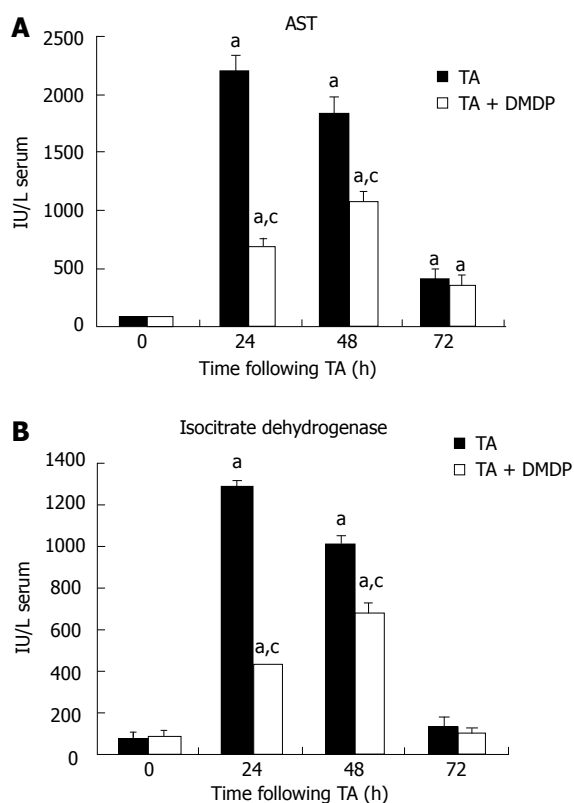 A
AST
2500
2000
1500
1000
500
0
IU/L serum
a
a
a,c
a,c
a
a
TA
TA + DMDP
0
24
48
72
Time following TA (h)
B
Isocitrate dehydrogenase
1400
1200
1000
800
600
400
200
0
IU/L serum
a
a
a,c
a,c
TA
TA + DMDP
0
24
48
72
Time following TA (h)